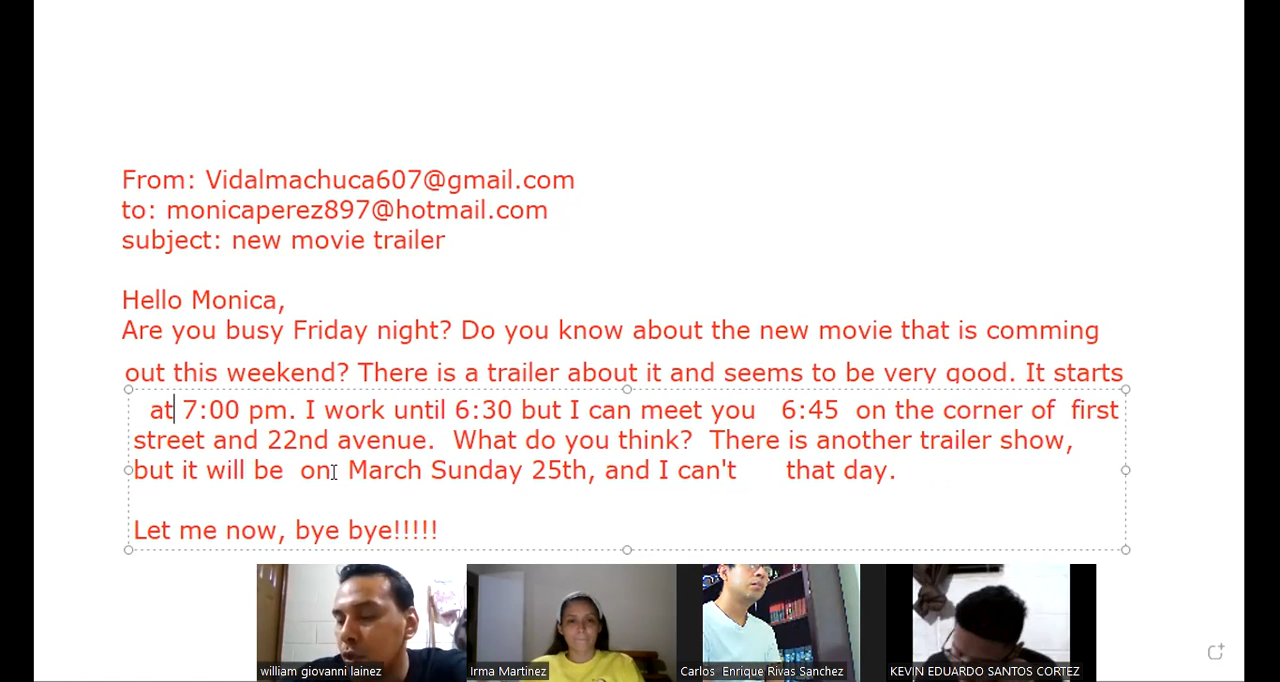 From: Vidalmachuca607@gmail.com
to: monicaperez897@hotmail.com
subject: new movie trailer
Hello Monica,
Are you busy Friday night? Do you know about the new movie that is comming
out this weekend? There is a trailer about it and seems to be very good. It starts
at 7:00 pm. I work until 6:30 but I can meet you 6:45 on the corner of first
street and 22nd avenue. What do you think? There is another trailer show,
but it will be on March Sunday 25th, and I can't that day.
Let me now, bye bye!!!!!
william giovanni lainez
Irma Martinez
Carlos Enrique Rivas Sanchez
KEVIN EDUARDO SANTOS CORTEZ